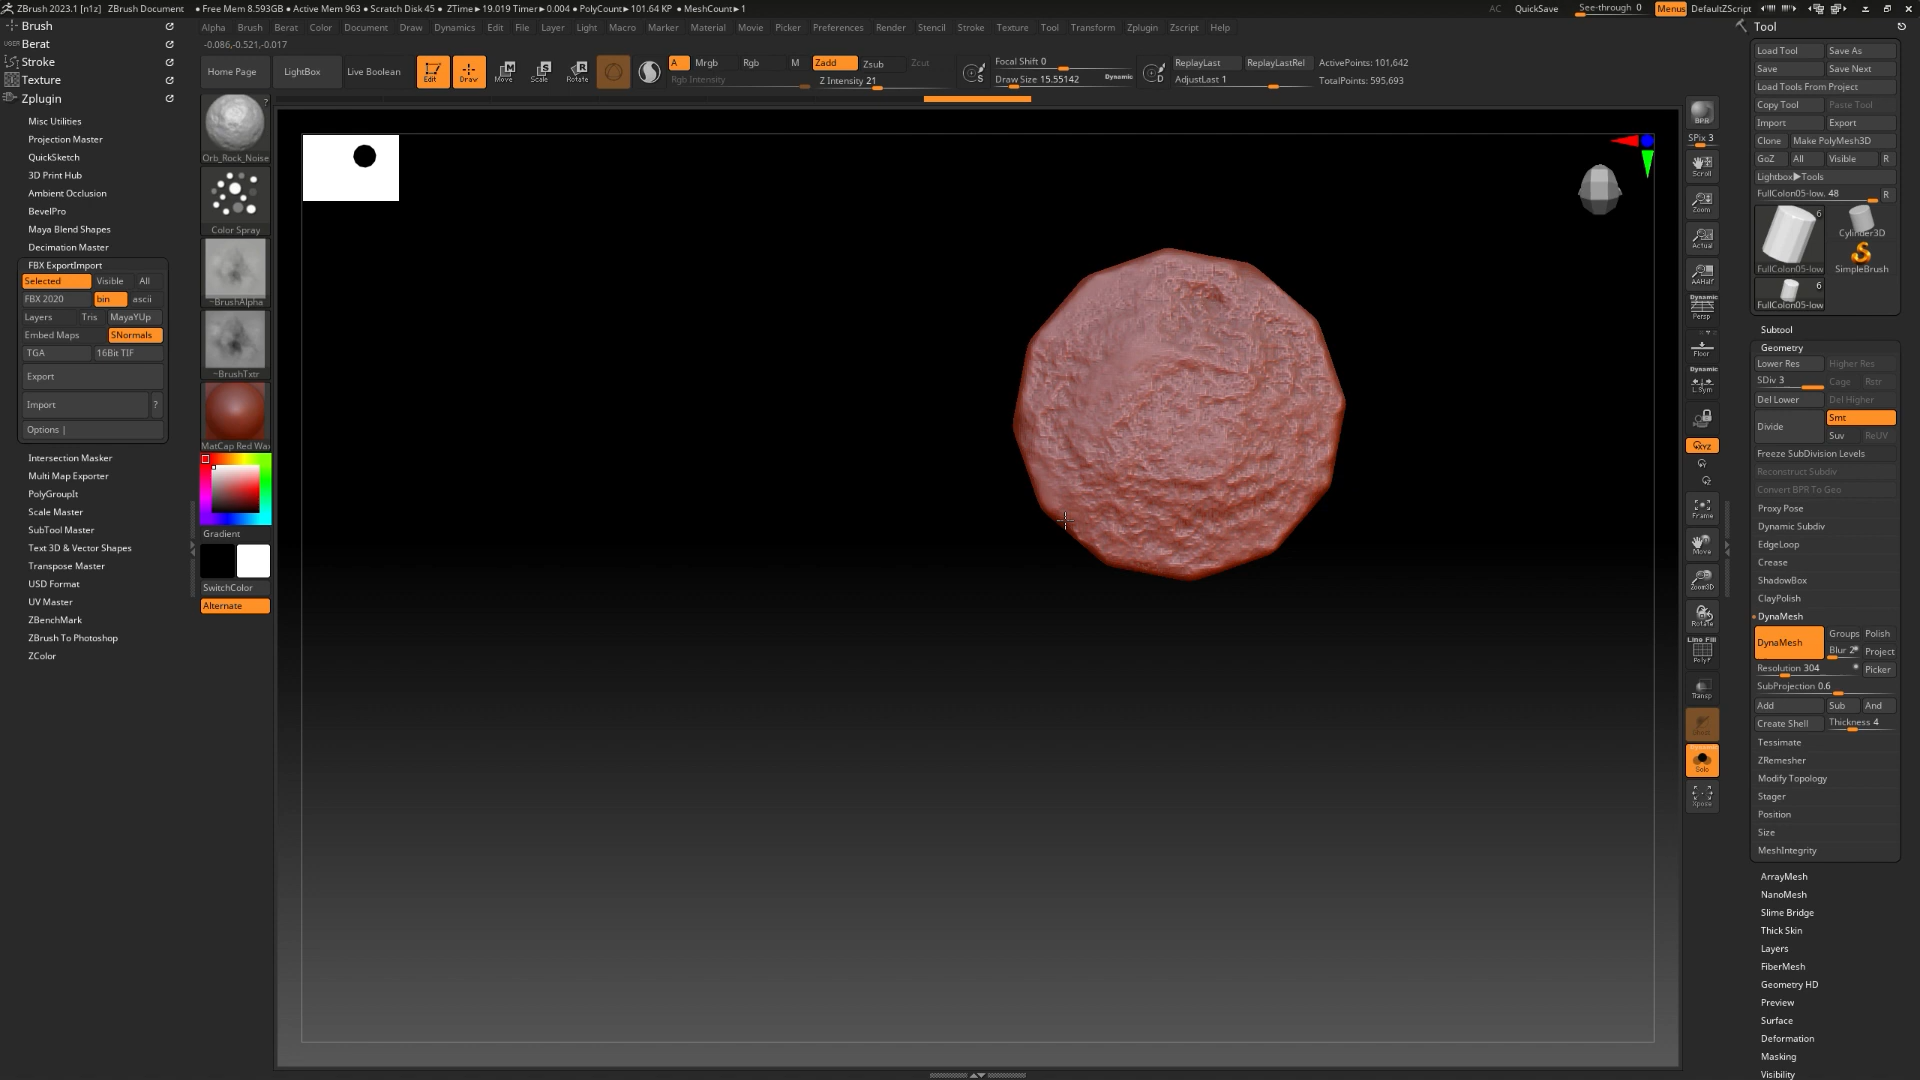 ZBrush 2023.1 [n1z] ZBrush Document • Free Mem 8.593GB • Active Mem 963 • Scratch Disk 45 • ZTime►19.019 Timer►0.004 • PolyCount►101.64 KP • MeshCount►1 AC QuickSave See-through 0 Menus DefaultZScript
Alpha Brush Berat Color Document Draw Dynamics Edit File Layer Light Macro Marker Material Movie Picker Preferences Render Stencil Stroke Texture Tool Transform Zplugin Zscript Help
-0.086,-0.521,-0.017
Home Page LightBox Live Boolean Edit Draw Move Scale Rotate A Mrgb Rgb M Zadd Zsub Zcut
Rgb Intensity Z Intensity 21
Focal Shift 0
Draw Size 15.55142 Dynamic
S D
ReplayLast ReplayLastRel ActivePoints: 101,642
AdjustLast 1 TotalPoints: 595,693
Brush
Berat
Stroke
Texture
Zplugin
Misc Utilities
Projection Master
QuickSketch
3D Print Hub
Ambient Occlusion
BevelPro
Maya Blend Shapes
Decimation Master
FBX ExportImport
Selected Visible All
FBX 2020 bin ascii
Layers Tris MayaYUp
Embed Maps SNormals
TGA 16Bit TIF
Export
Import ?
Options |
Intersection Masker
Multi Map Exporter
PolyGroupIt
Scale Master
SubTool Master
Text 3D & Vector Shapes
Transpose Master
USD Format
UV Master
ZBenchMark
ZBrush To Photoshop
ZColor
?
Orb_Rock_Noise
Color Spray
~BrushAlpha
~BrushTxtr
MatCap Red Wax
Gradient
SwitchColor
Alternate
BPR
SPix 3
Scroll
Zoom
Actual
AAHalf
Dynamic
Persp
Floor
Dynamic
L.Sym
XYZ
Y
Z
Frame
Move
Zoom3D
Rotate
Line Fill
PolyF
Transp
Ghost
Solo
Xpose
Tool
Load Tool Save As
Save Save Next
Load Tools From Project
Copy Tool Paste Tool
Import Export
Clone Make PolyMesh3D
GoZ All Visible R
Lightbox►Tools
FullColon05-low. 48 R
6
Cylinder3D
FullColon05-low SimpleBrush
6
FullColon05-low
Subtool
Geometry
Lower Res Higher Res
SDiv 3 Cage Rstr
Del Lower Del Higher
Divide Smt
Suv ReUV
Freeze SubDivision Levels
Reconstruct Subdiv
Convert BPR To Geo
Proxy Pose
Dynamic Subdiv
EdgeLoop
Crease
ShadowBox
ClayPolish
DynaMesh
DynaMesh Groups Polish
Blur 2 Project
Resolution 304 Picker
SubProjection 0.6
Add Sub And
Create Shell Thickness 4
Tessimate
ZRemesher
Modify Topology
Stager
Position
Size
MeshIntegrity
ArrayMesh
NanoMesh
Slime Bridge
Thick Skin
Layers
FiberMesh
Geometry HD
Preview
Surface
Deformation
Masking
Visibility